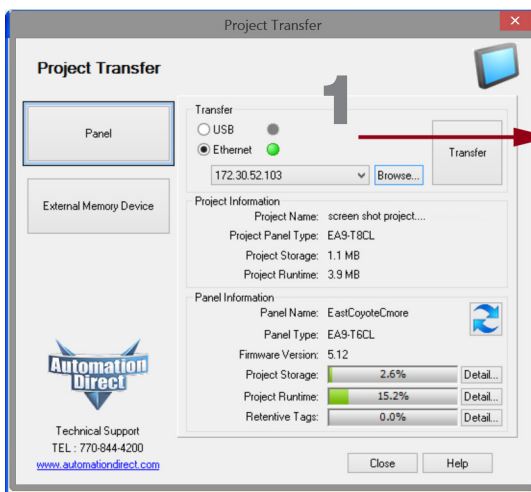 Project Transfer
Project Transfer
1
Panel
External Memory Device
Transfer
USB
Ethernet
172.30.52.103
Browse...
Transfer
Project Information
Project Name: screen shot project....
Project Panel Type: EA9-T8CL
Project Storage: 1.1 MB
Project Runtime: 3.9 MB
Panel Information
Panel Name: EastCoyoteCmore
Panel Type: EA9-T6CL
Firmware Version: 5.12
Project Storage: 2.6% Detail...
Project Runtime: 15.2% Detail...
Retentive Tags: 0.0% Detail...
Automation
Direct
Technical Support
TEL : 770-844-4200
www.automationdirect.com
Close
Help